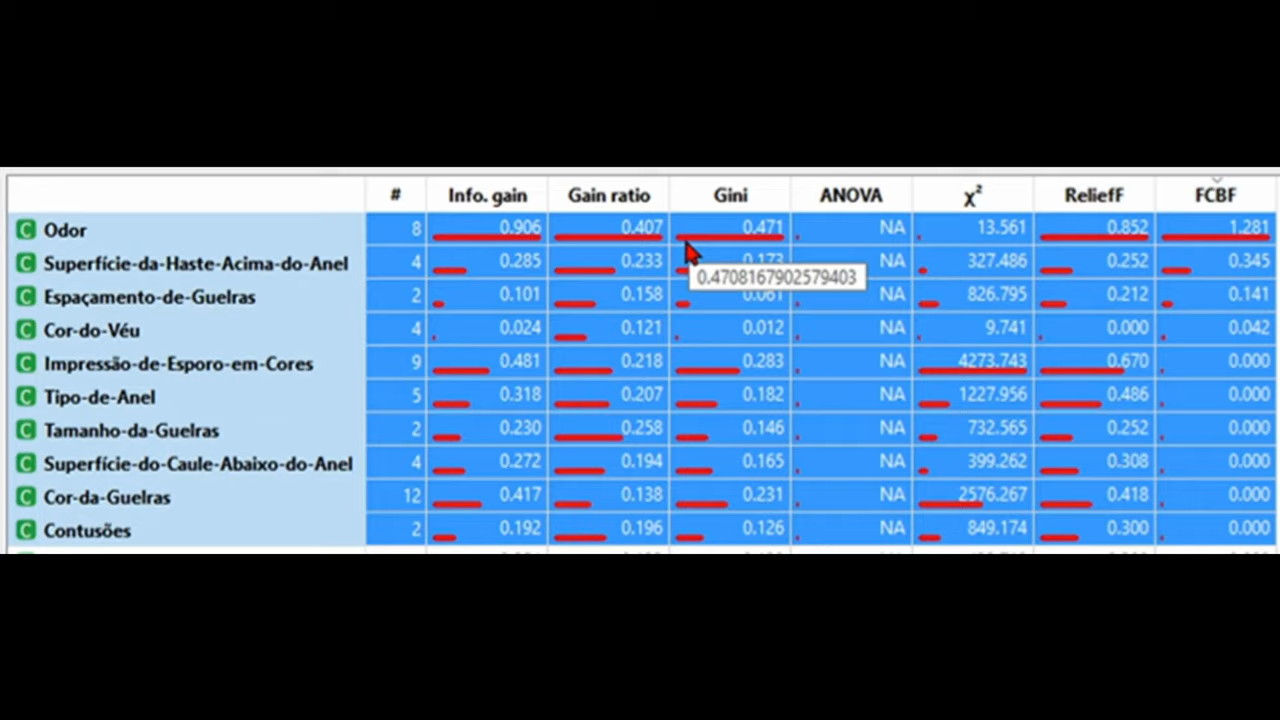 # Info. gain Gain ratio Gini ANOVA χ² ReliefF FCBF
C Odor 8 0.906 0.407 0.471 NA 13.561 0.852 1.281
C Superfície-da-Haste-Acima-do-Anel 4 0.285 0.233 0.173 NA 327.486 0.252 0.345
0.4708167902579403
C Espaçamento-de-Guelras 2 0.101 0.158 0.061 NA 826.795 0.212 0.141
C Cor-do-Véu 4 0.024 0.121 0.012 NA 9.741 0.000 0.042
C Impressão-de-Esporo-em-Cores 9 0.481 0.218 0.283 NA 4273.743 0.670 0.000
C Tipo-de-Anel 5 0.318 0.207 0.182 NA 1227.956 0.486 0.000
C Tamanho-da-Guelras 2 0.230 0.258 0.146 NA 732.565 0.252 0.000
C Superfície-do-Caule-Abaixo-do-Anel 4 0.272 0.194 0.165 NA 399.262 0.308 0.000
C Cor-da-Guelras 12 0.417 0.138 0.231 NA 2576.267 0.418 0.000
C Contusões 2 0.192 0.196 0.126 NA 849.174 0.300 0.000